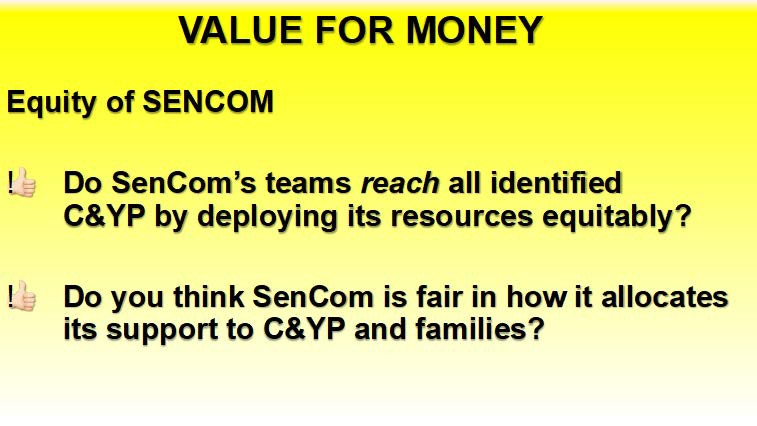 VALUE FOR MONEY
Equity of SENCOM
!👍🏻 Do SenCom’s teams reach all identified
C&YP by deploying its resources equitably?
!👍🏻 Do you think SenCom is fair in how it allocates
its support to C&YP and families?